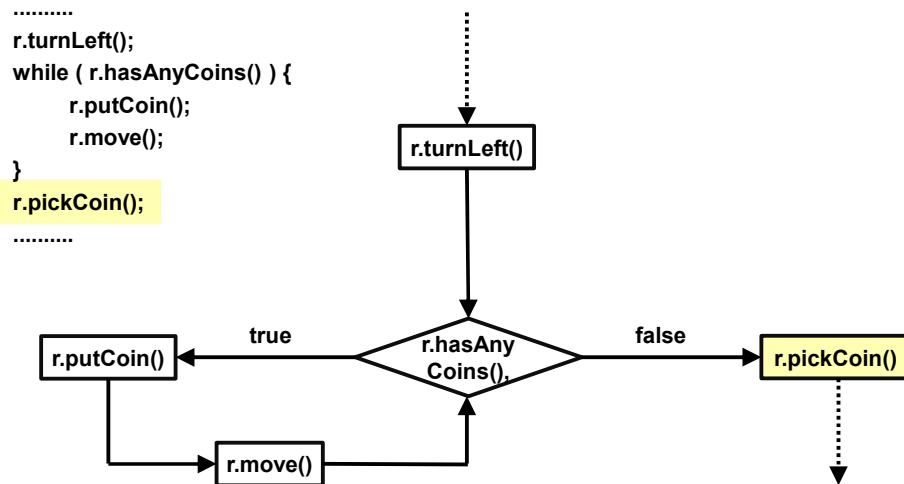 ..........
r.turnLeft();
while ( r.hasAnyCoins() ) {
r.putCoin();
r.move();
}
r.pickCoin();
..........
r.turnLeft()
true
false
r.putCoin()
r.hasAny
Coins(),
r.pickCoin()
r.move()